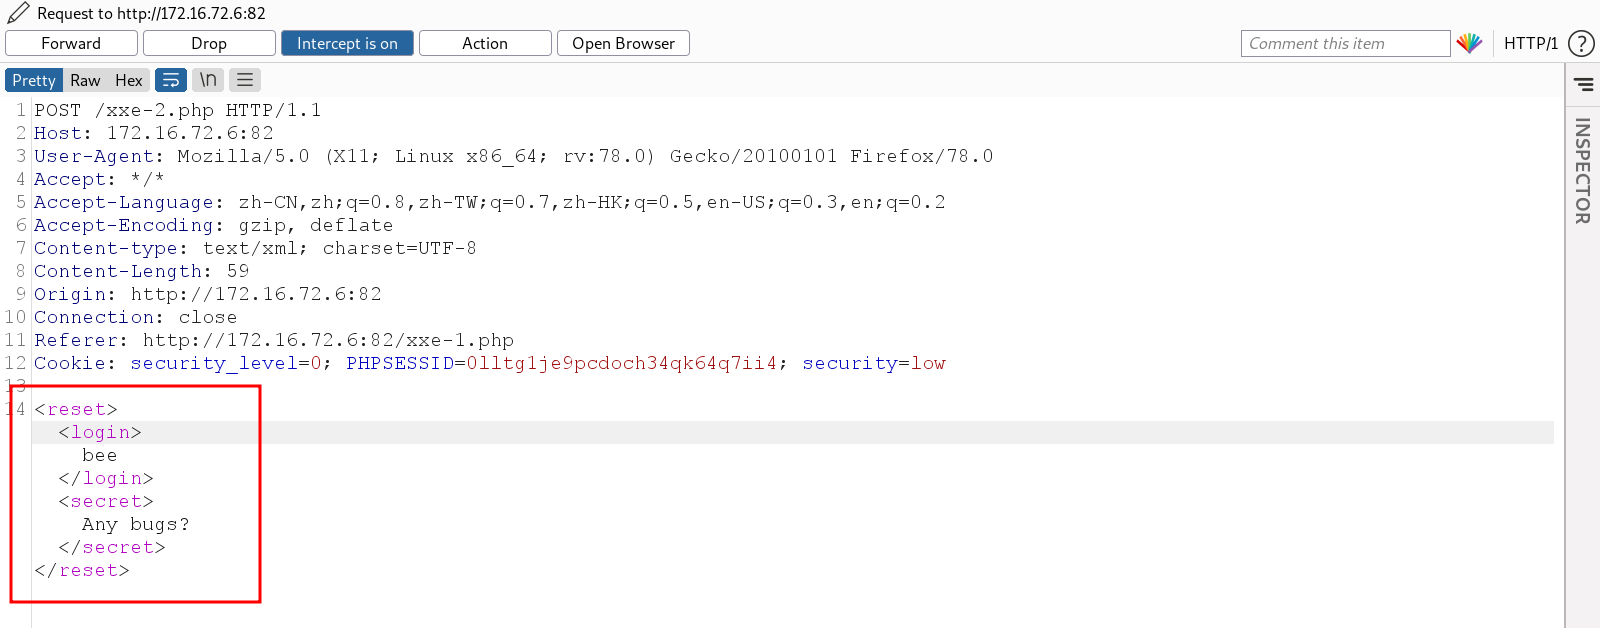 Request to http://172.16.72.6:82
Forward Drop Intercept is on Action Open Browser Comment this item HTTP/1 ?
Pretty Raw Hex \n
INSPECTOR
1 POST /xxe-2.php HTTP/1.1
2 Host: 172.16.72.6:82
3 User-Agent: Mozilla/5.0 (X11; Linux x86_64; rv:78.0) Gecko/20100101 Firefox/78.0
4 Accept: */*
5 Accept-Language: zh-CN,zh;q=0.8,zh-TW;q=0.7,zh-HK;q=0.5,en-US;q=0.3,en;q=0.2
6 Accept-Encoding: gzip, deflate
7 Content-type: text/xml; charset=UTF-8
8 Content-Length: 59
9 Origin: http://172.16.72.6:82
10 Connection: close
11 Referer: http://172.16.72.6:82/xxe-1.php
12 Cookie: security_level=0; PHPSESSID=0lltg1je9pcdoch34qk64q7ii4; security=low
13
14 <reset>
<login>
bee
</login>
<secret>
Any bugs?
</secret>
</reset>